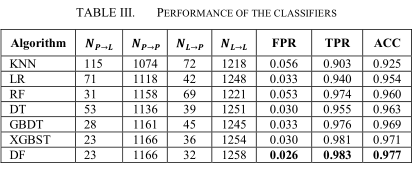 TABLE III. PERFORMANCE OF THE CLASSIFIERS
Algorithm N_{P→L} N_{P→P} N_{L→P} N_{L→L} FPR TPR ACC
KNN 115 1074 72 1218 0.056 0.903 0.925
LR 71 1118 42 1248 0.033 0.940 0.954
RF 31 1158 69 1221 0.053 0.974 0.960
DT 53 1136 39 1251 0.030 0.955 0.963
GBDT 28 1161 45 1245 0.033 0.976 0.969
XGBST 23 1166 36 1254 0.030 0.981 0.971
DF 23 1166 32 1258 0.026 0.983 0.977